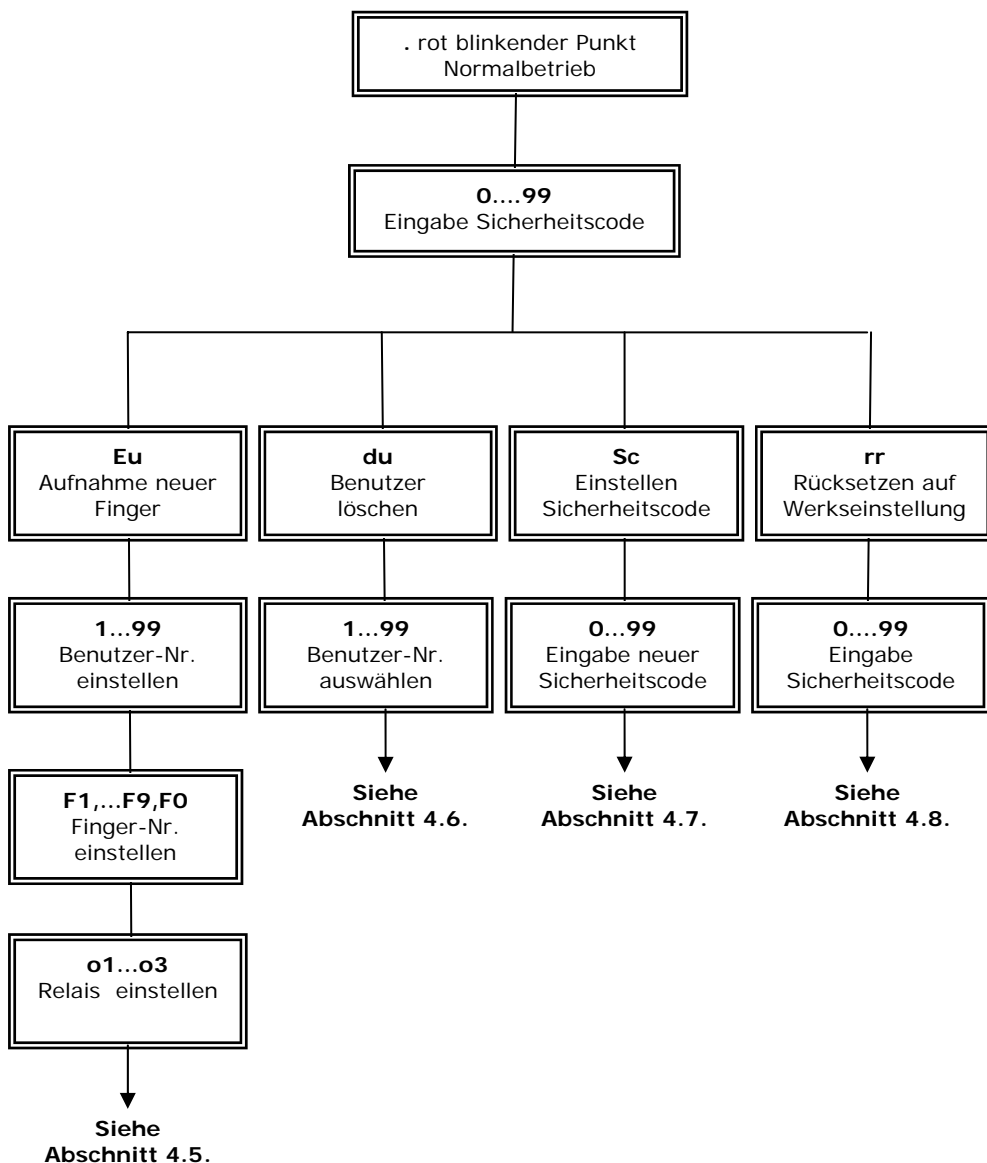 . rot blinkender Punkt
Normalbetrieb
0....99
Eingabe Sicherheitscode
Eu
Aufnahme neuer
Finger
du
Benutzer
löschen
Sc
Einstellen
Sicherheitscode
rr
Rücksetzen auf
Werkseinstellung
1...99
Benutzer-Nr.
einstellen
1...99
Benutzer-Nr.
auswählen
0...99
Eingabe neuer
Sicherheitscode
0....99
Eingabe
Sicherheitscode
F1,...F9,F0
Finger-Nr.
einstellen
Siehe
Abschnitt 4.6.
Siehe
Abschnitt 4.7.
Siehe
Abschnitt 4.8.
o1...o3
Relais einstellen
Siehe
Abschnitt 4.5.